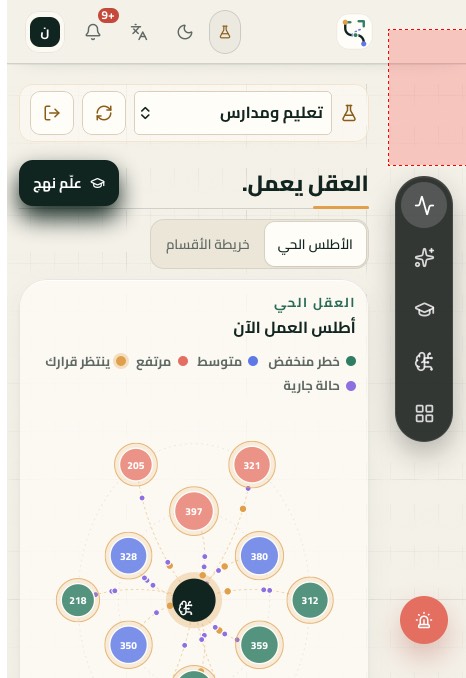 9+
ن
تعليم ومدارس
العقل يعمل.
علّم نهج
الأطلس الحي
خريطة الأقسام
العقل الحي
أطلس العمل الآن
خطر منخفض متوسط مرتفع ينتظر قرارك
حالة جارية
321
205
397
380
328
312
218
359
350